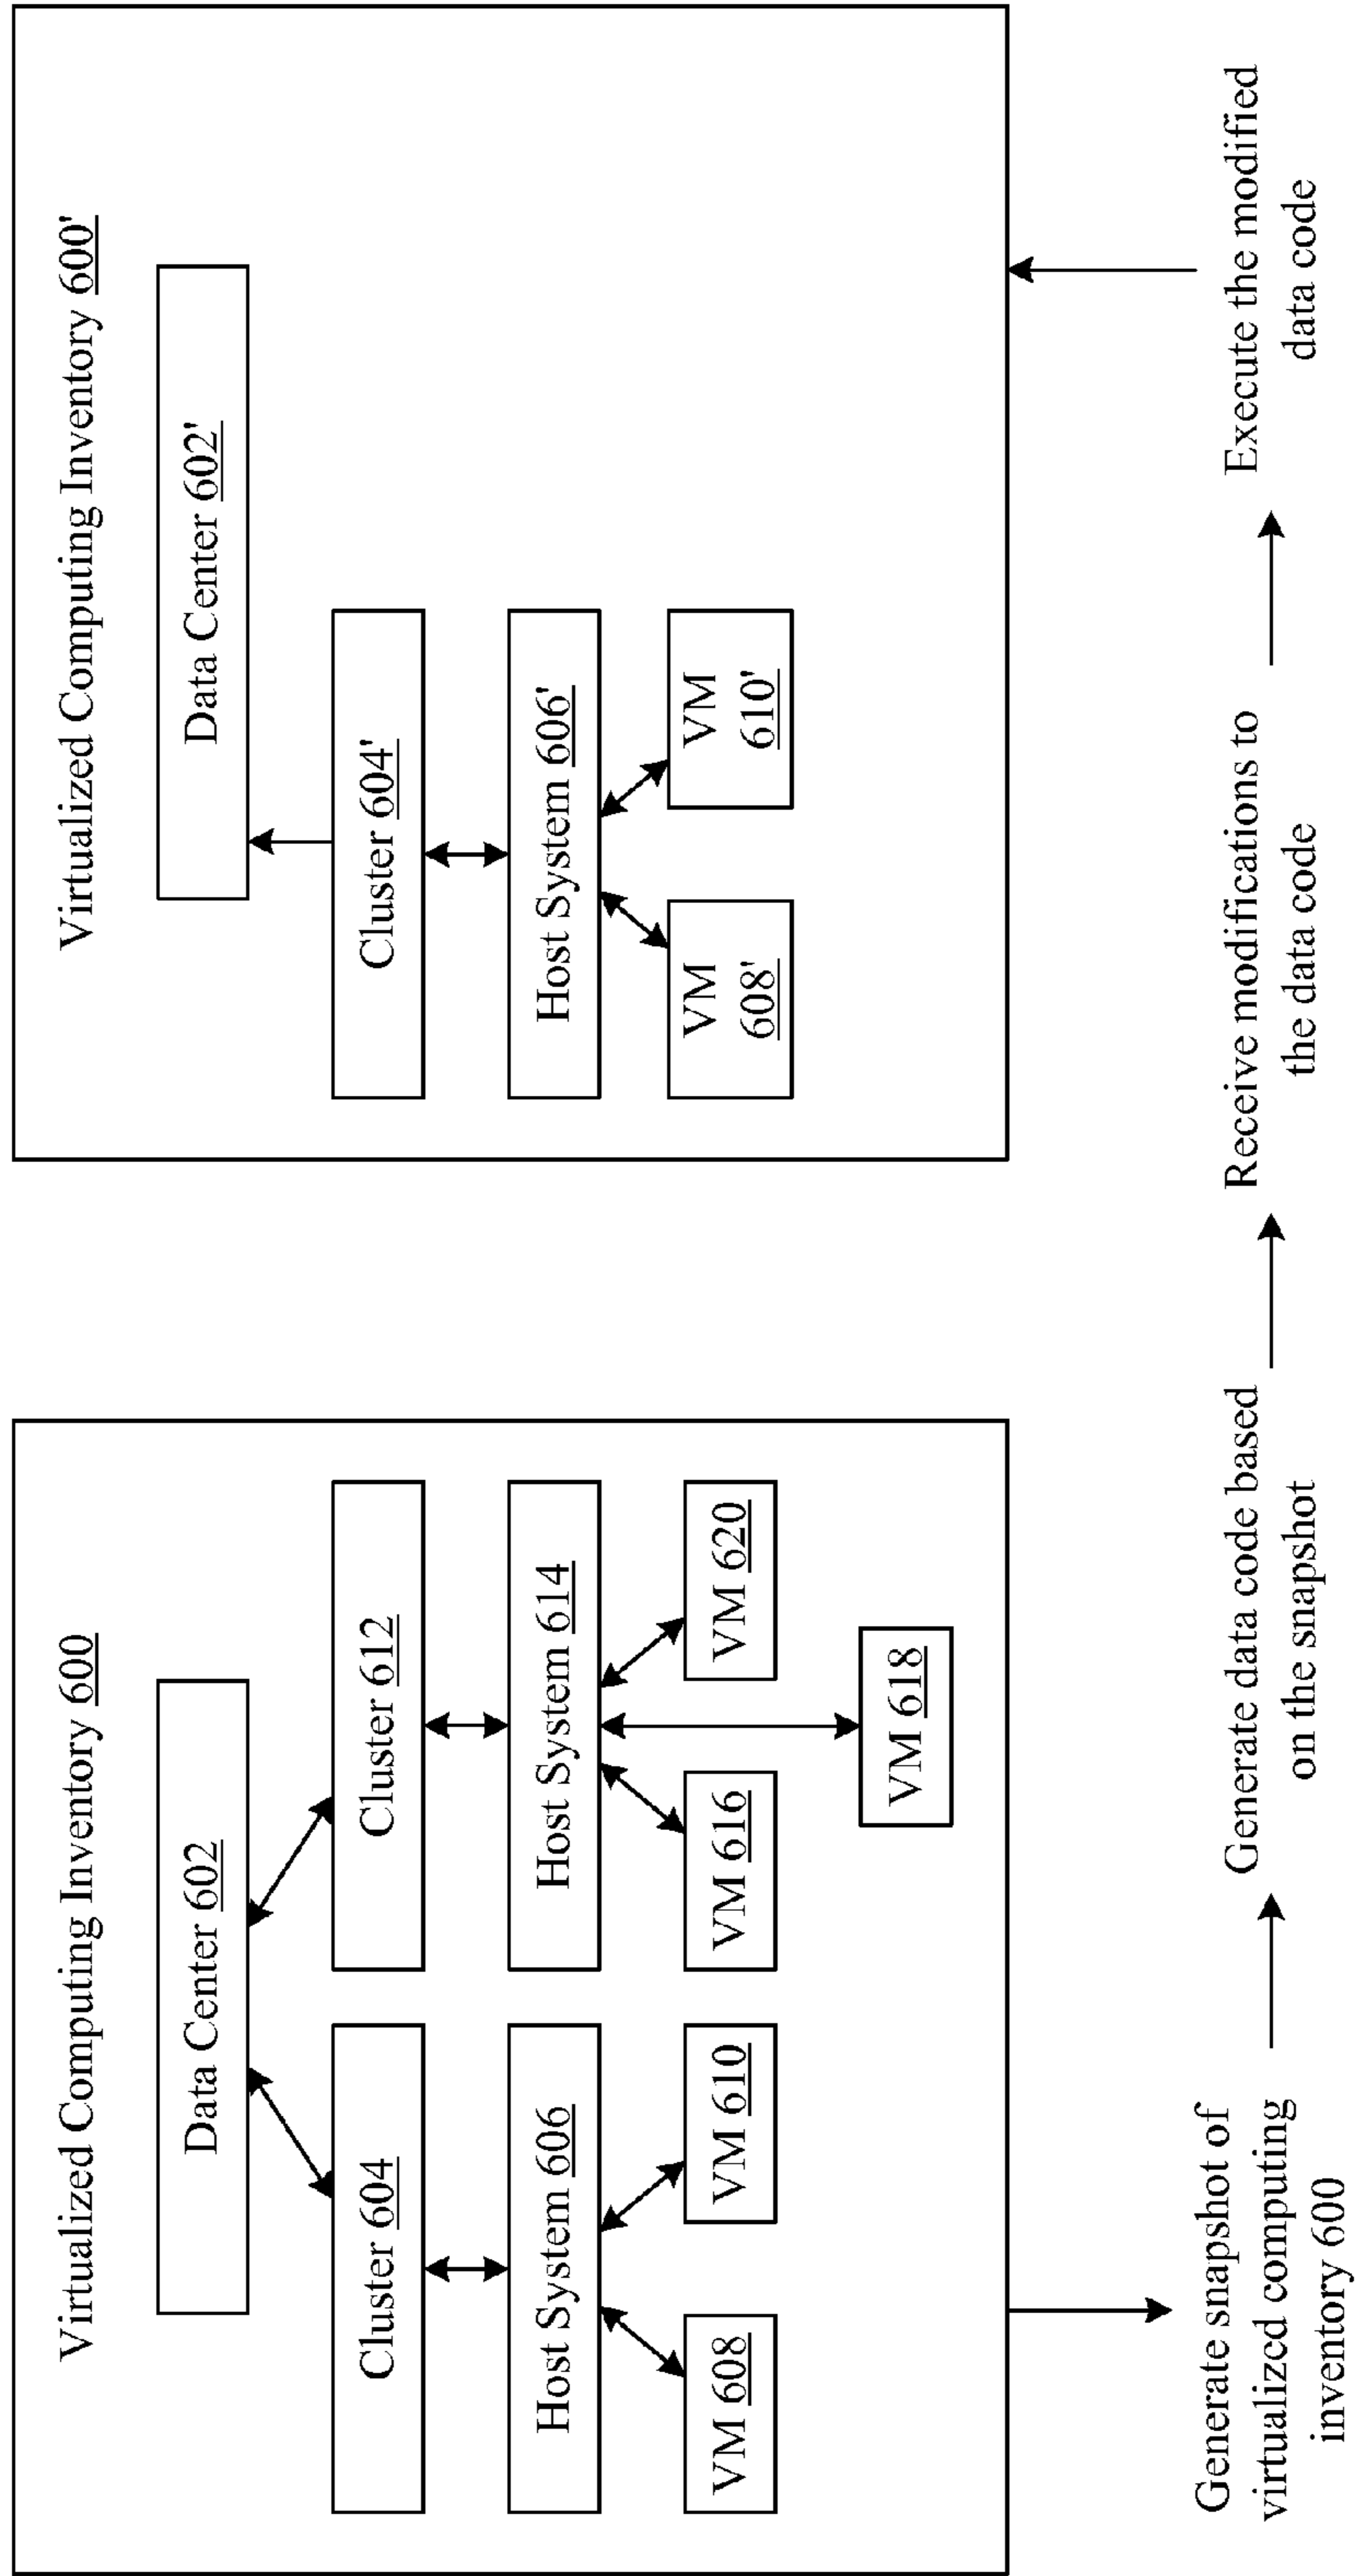 Virtualized Computing Inventory 600
Data Center 602
Cluster 604
Cluster 612
Host System 606
Host System 614
VM 608
VM 610
VM 616
VM 620
VM 618
Virtualized Computing Inventory 600'
Data Center 602'
Cluster 604'
Host System 606'
VM
608'
VM
610'
Generate snapshot of
virtualized computing
inventory 600
Generate data code based
on the snapshot
Receive modifications to
the data code
Execute the modified
data code